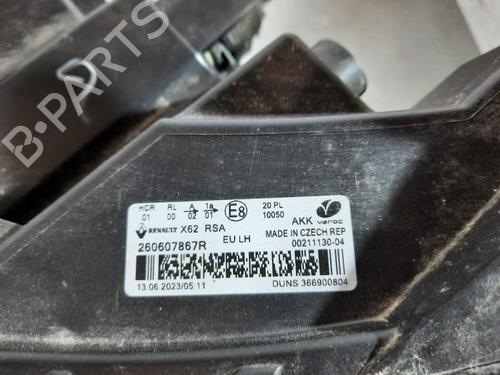 B-PARTS
HCR RL A 1a E8 20 PL AKK varroc
01 00 02 01 10050
RENAULT X62 RSA MADE IN CZECH REP
260607867R EU LH 00211130-04
13.06.2023/05:11 DUNS 366900804